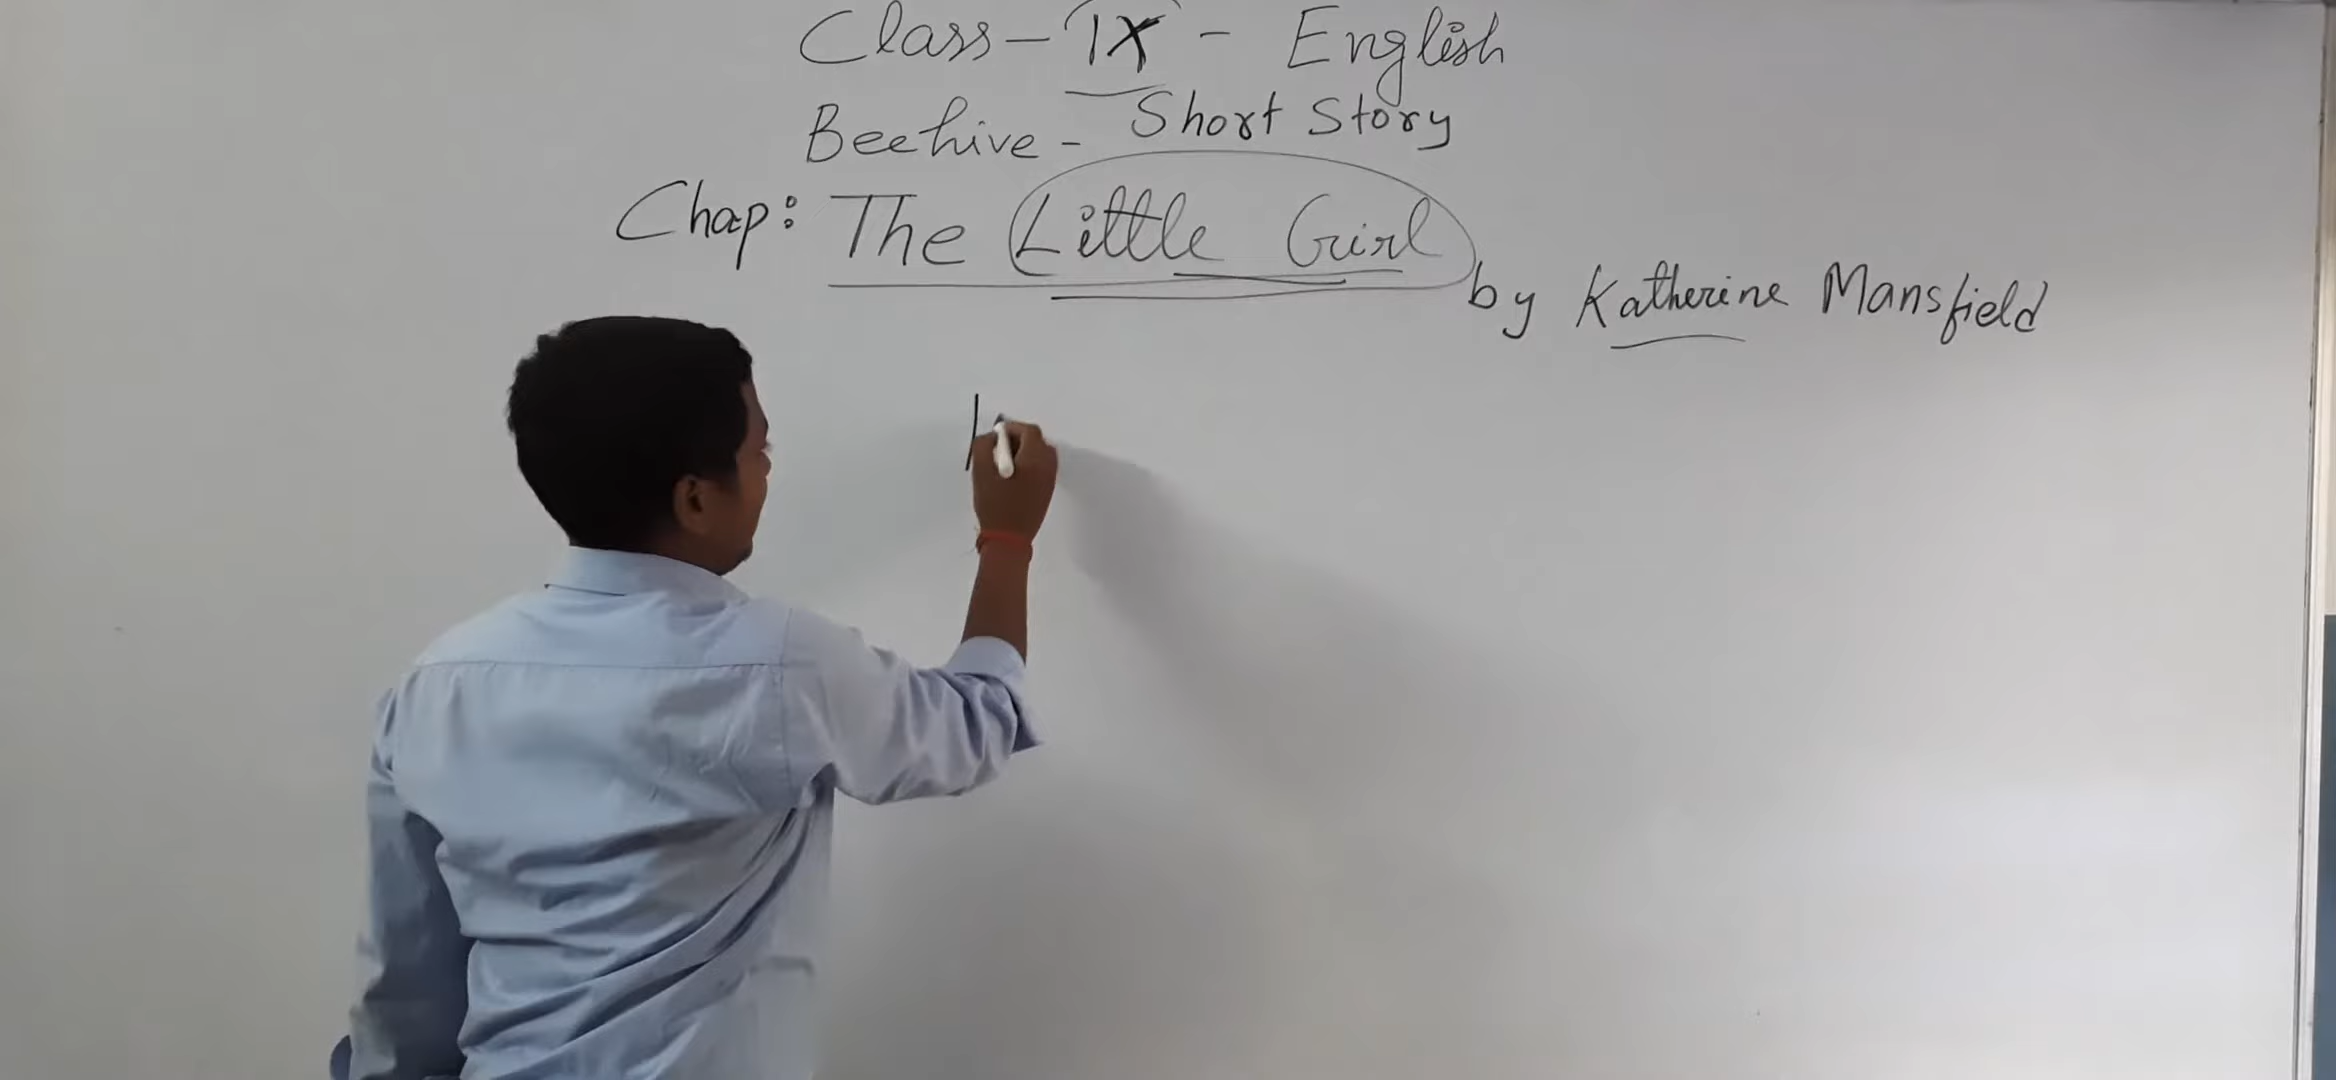 Class - IX - English
Beehive - Short Story
Chap: The Little Girl
by Katherine Mansfield